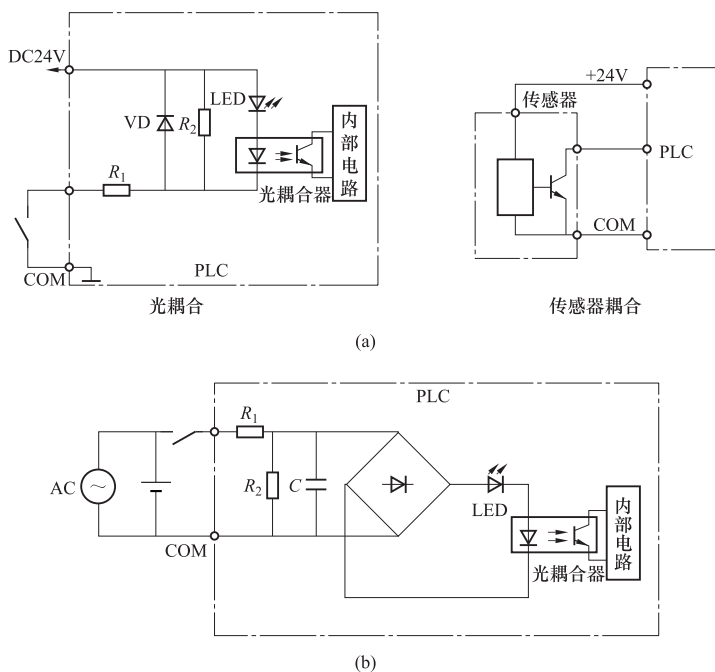 DC24V
LED
VD
R2
内部电路
光耦合器
R1
COM
PLC
光耦合
+24V
传感器
PLC
COM
传感器耦合
(a)
PLC
R1
AC
R2
C
LED
内部电路
COM
光耦合器
(b)